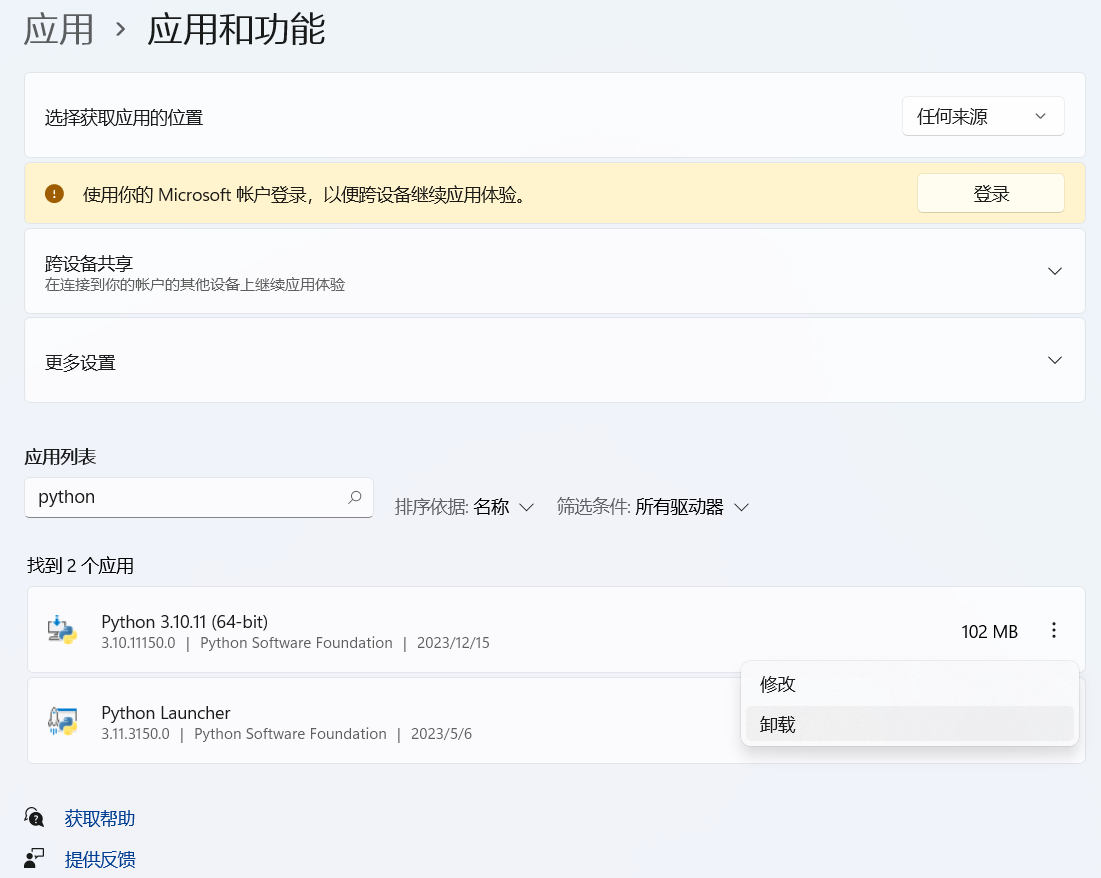 应用 › 应用和功能
选择获取应用的位置 任何来源
使用你的 Microsoft 帐户登录，以便跨设备继续应用体验。 登录
跨设备共享
在连接到你的帐户的其他设备上继续应用体验
更多设置
应用列表
python
排序依据: 名称 筛选条件: 所有驱动器
找到 2 个应用
Python 3.10.11 (64-bit) 102 MB
3.10.11150.0 | Python Software Foundation | 2023/12/15
修改
Python Launcher
卸载
3.11.3150.0 | Python Software Foundation | 2023/5/6
获取帮助
提供反馈